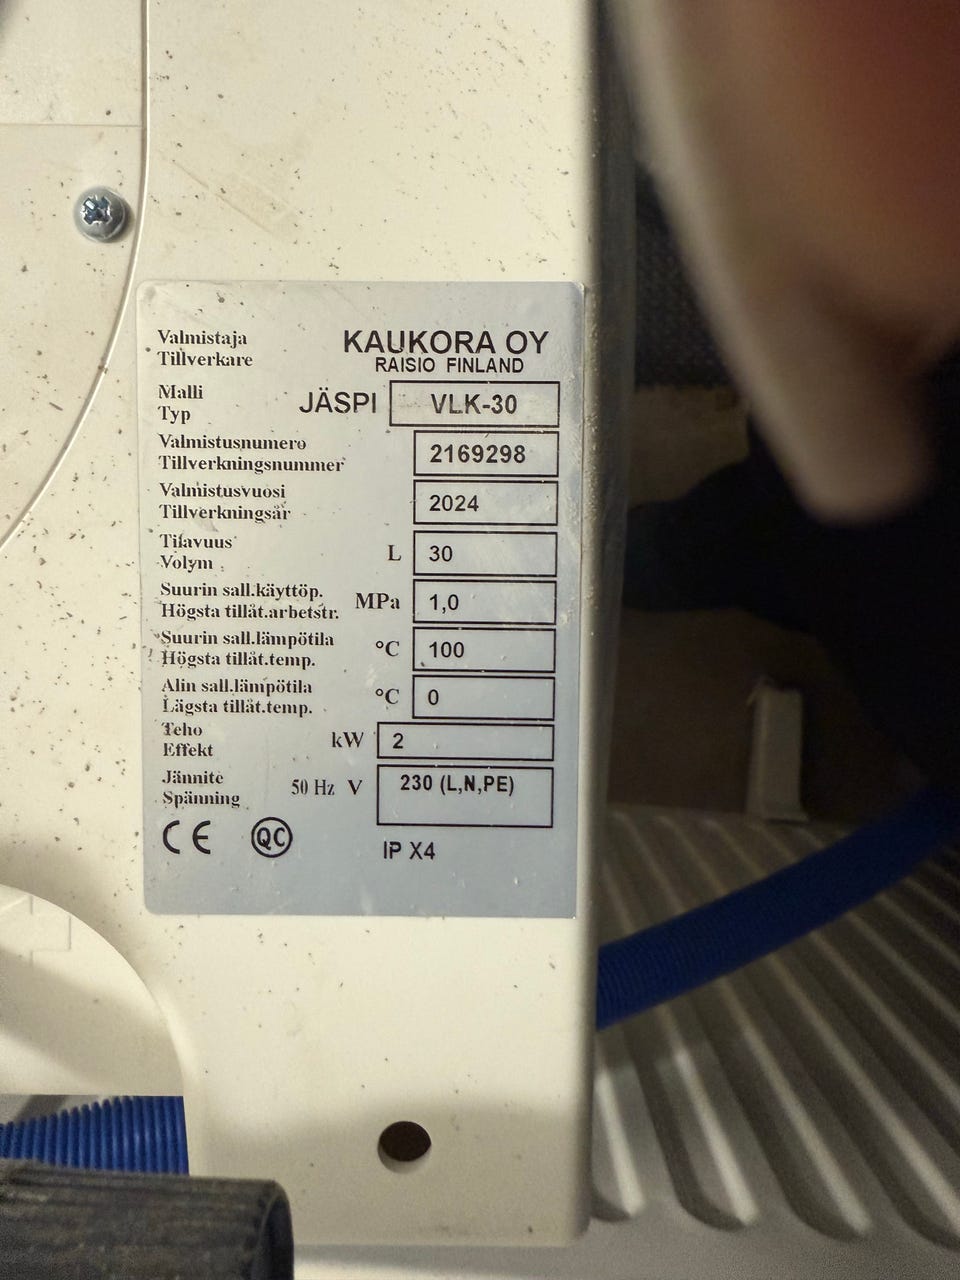 Valmistaja KAUKORA OY
Tillverkare RAISIO FINLAND
Malli
Typ JÄSPI VLK-30
Valmistusnumero
Tillverkningsnummer 2169298
Valmistusvuosi
Tillverkningsår 2024
Tilavuus
Volym L 30
Suurin sall.käyttöp.
Högsta tillåt.arbetstr. MPa 1,0
Suurin sall.lämpötila
Högsta tillåt.temp. °C 100
Alin sall.lämpötila
Lägsta tillåt.temp. °C 0
Teho
Effekt kW 2
Jännite
Spänning 50 Hz V 230 (L,N,PE)
CE QC IP X4